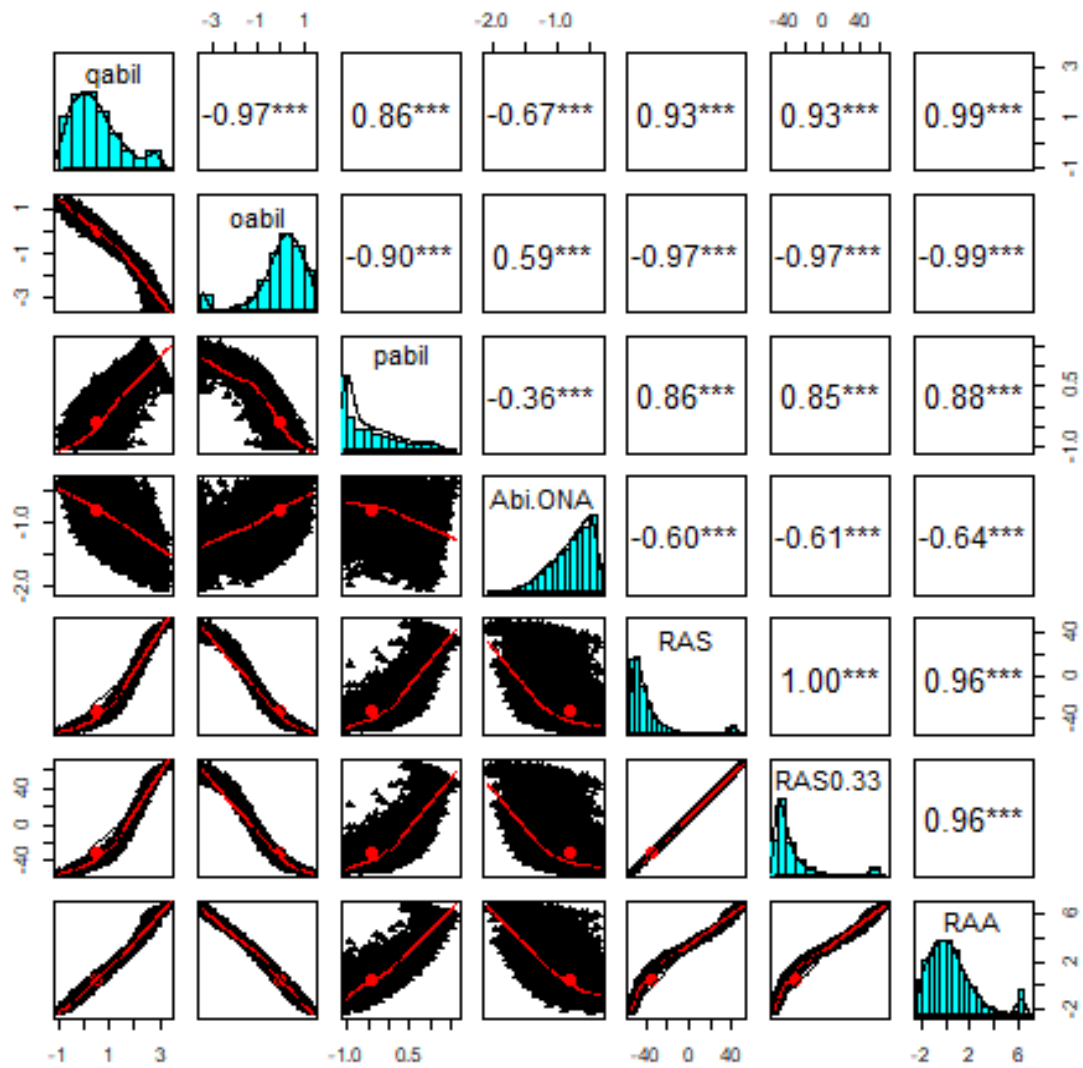 -3 -1 1 -2.0 -1.0 -40 0 40
qabil -0.97*** 0.86*** -0.67*** 0.93*** 0.93*** 0.99*** -1 1 3
-3 -1 1 oabil -0.90*** 0.59*** -0.97*** -0.97*** -0.99***
pabil -0.36*** 0.86*** 0.85*** 0.88*** -1.0 0.5
-2.0 -1.0 Abi.ONA -0.60*** -0.61*** -0.64***
RAS 1.00*** 0.96*** -40 0 40
-40 0 40 RAS0.33 0.96***
RAA -2 2 6
-1 1 3 -1.0 0.5 -40 0 40 -2 2 6